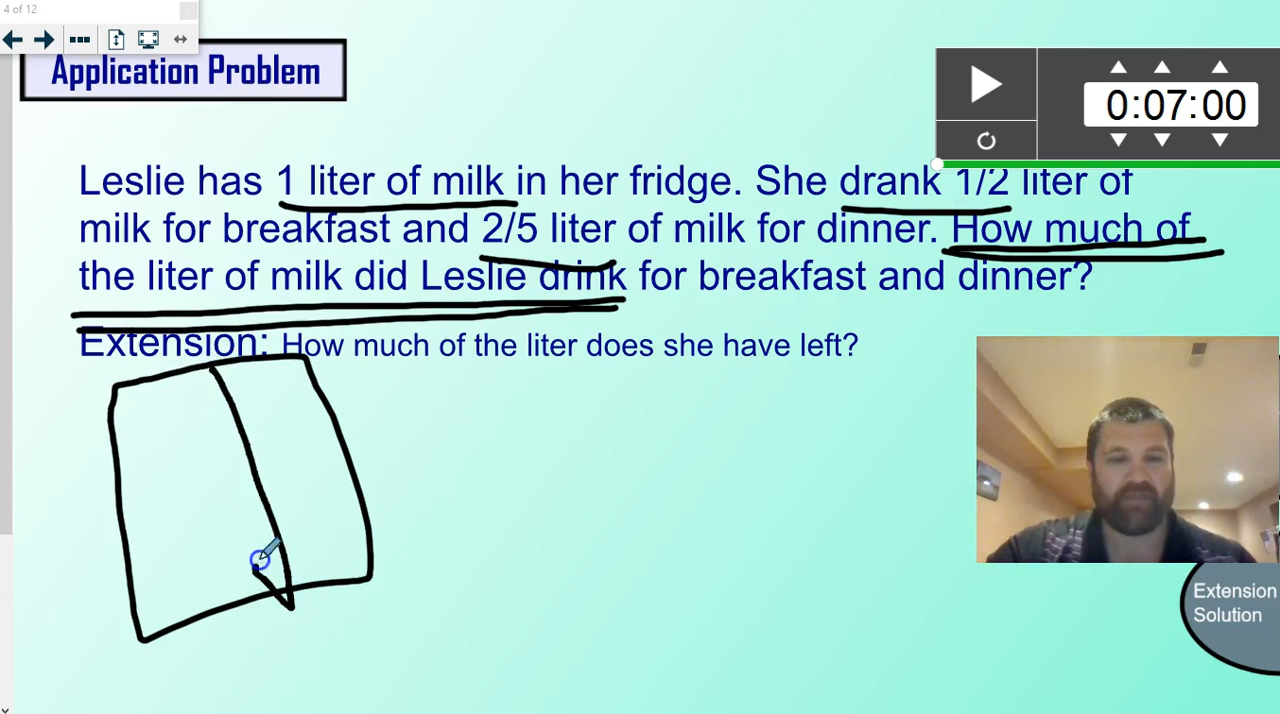 4 of 12
Application Problem
0:07:00
Leslie has 1 liter of milk in her fridge. She drank 1/2 liter of
milk for breakfast and 2/5 liter of milk for dinner. How much of
the liter of milk did Leslie drink for breakfast and dinner?
Extension: How much of the liter does she have left?
Extension
Solution